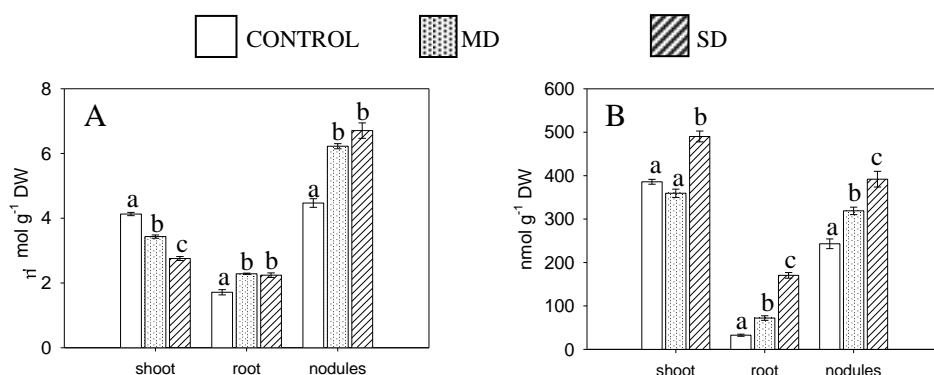 CONTROL MD SD
A
8
6
4
2
0
mol g-1 DW
a b c
a b b
a b b
shoot root nodules
B
600
500
400
300
200
100
0
nmol g-1 DW
a a b
a b c
a b c
shoot root nodules